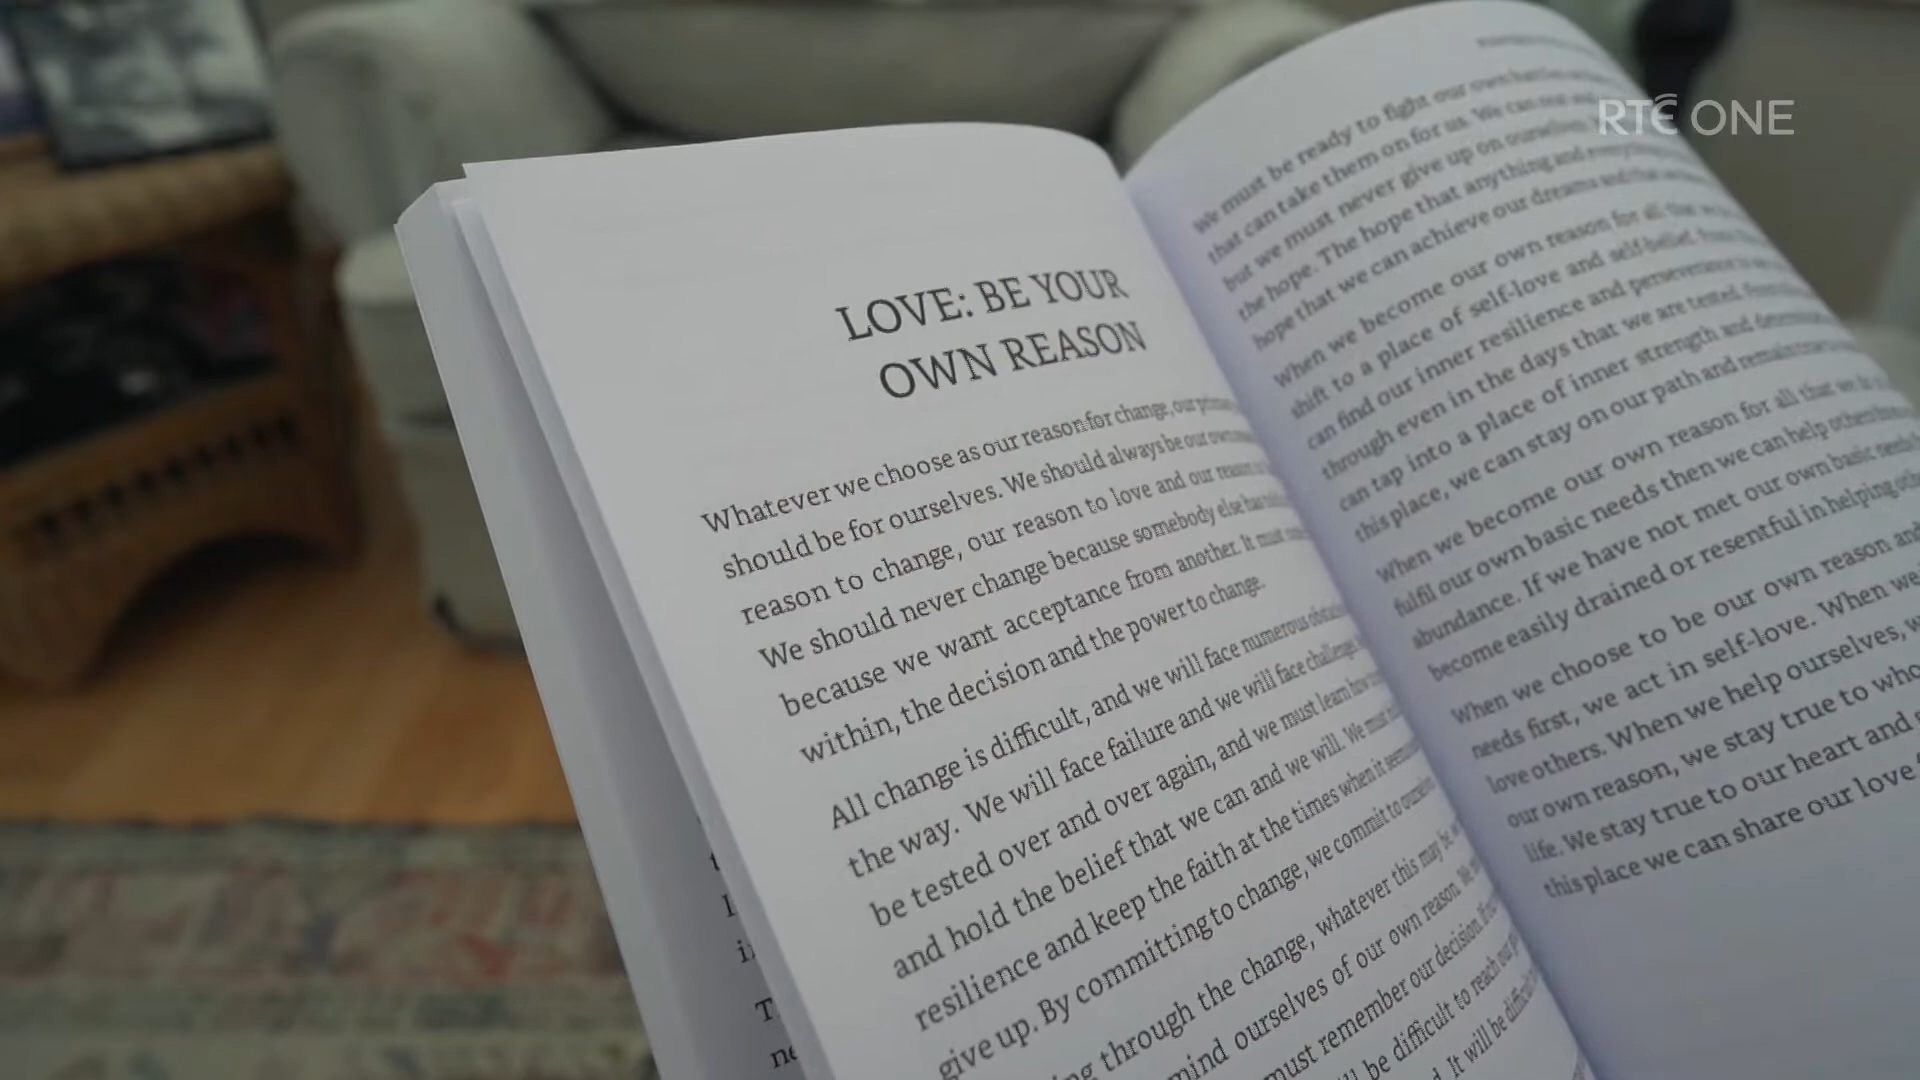 RTÉ ONE
LOVE: BE YOUR
OWN REASON
Whatever we choose as our reason for change, our
should be for ourselves. We should always be our own
reason to change, our reason to love and our reason
We should never change because somebody else has
because we want acceptance from another. It must
within, the decision and the power to change.
All change is difficult, and we will face numerous
the way. We will face failure and we will face
be tested over and over again, and we must learn how
and hold the belief that we can and we will. We must
resilience and keep the faith at the times when it
give up. By committing to change, we commit to
through the change, whatever this may be,
ourselves of our own reason.
must remember our decision.
be difficult to reach our
It will be difficult
We must be ready to fight our own battles
that can take them on for us. We can rest and
but we must never give up on ourselves.
the hope. The hope that anything and
hope that we can achieve our dreams and that
When we become our own reason for all that we
shift to a place of self-love and self-belief. From
can find our inner resilience and perseverance to
through even in the days that we are tested. From
can tap into a place of inner strength and
this place, we can stay on our path and remain true
When we become our own reason for all that we do
fulfil our own basic needs then we can help others from
abundance. If we have not met our own basic needs
become easily drained or resentful in helping
When we choose to be our own reason and
needs first, we act in self-love. When we
love others. When we help ourselves,
our own reason, we stay true to who
life. We stay true to our heart and
this place we can share our love